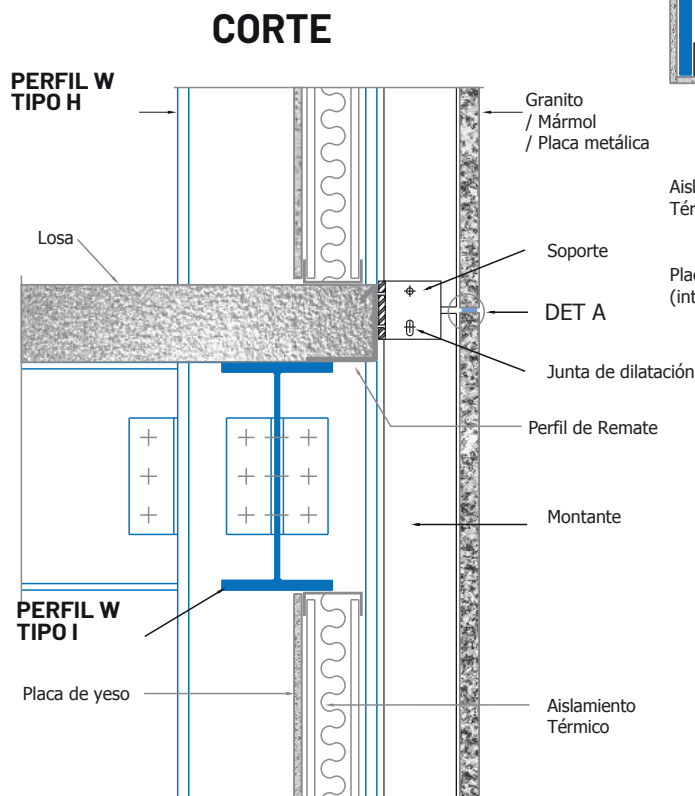 CORTE
PERFIL W
TIPO H
Granito
/ Mármol
/ Placa metálica
Losa
Soporte
DET A
Junta de dilatación
Perfil de Remate
Montante
PERFIL W
TIPO I
Placa de yeso
Aislamiento
Térmico